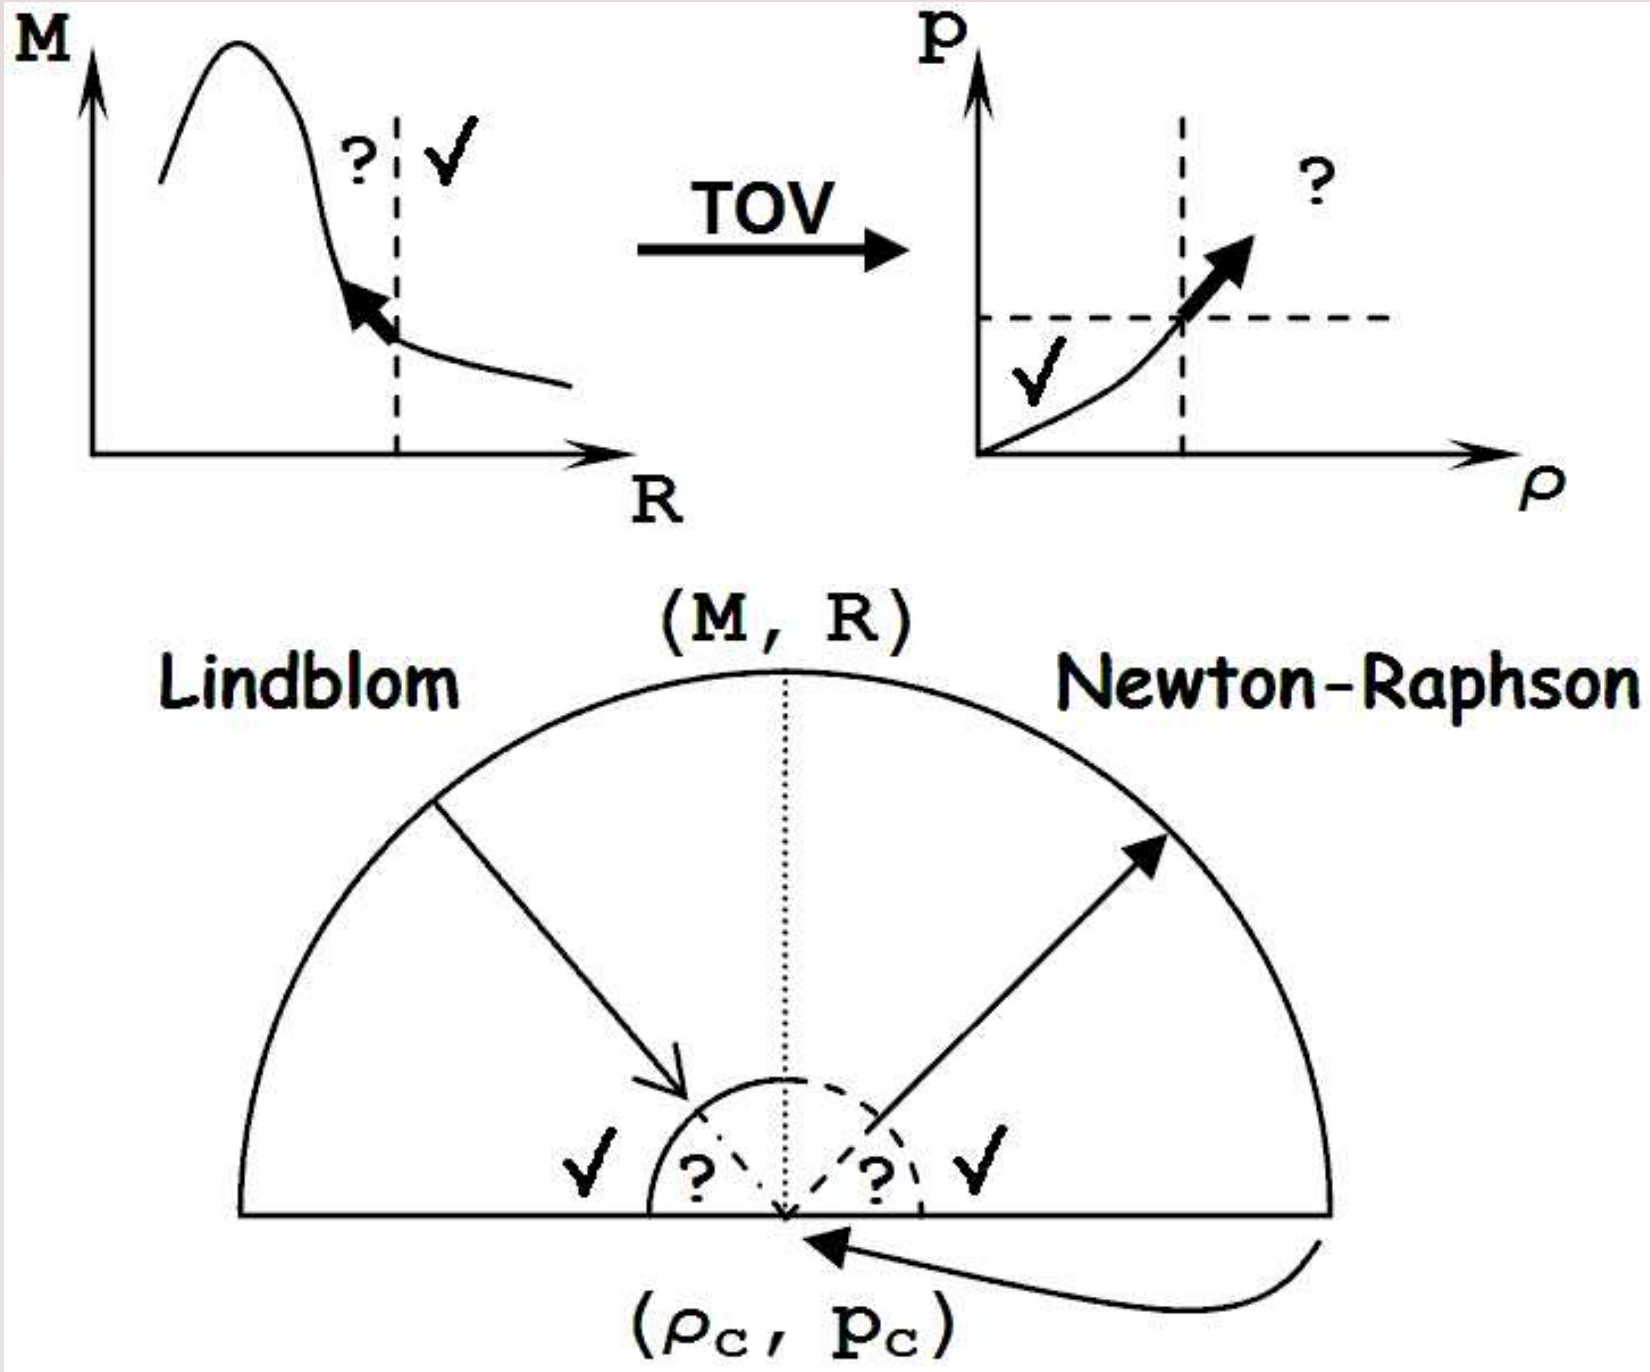 M
p
? √
?
TOV
√
R
ρ
(M, R)
Lindblom
Newton-Raphson
√ ? ? √
(ρc, pc)